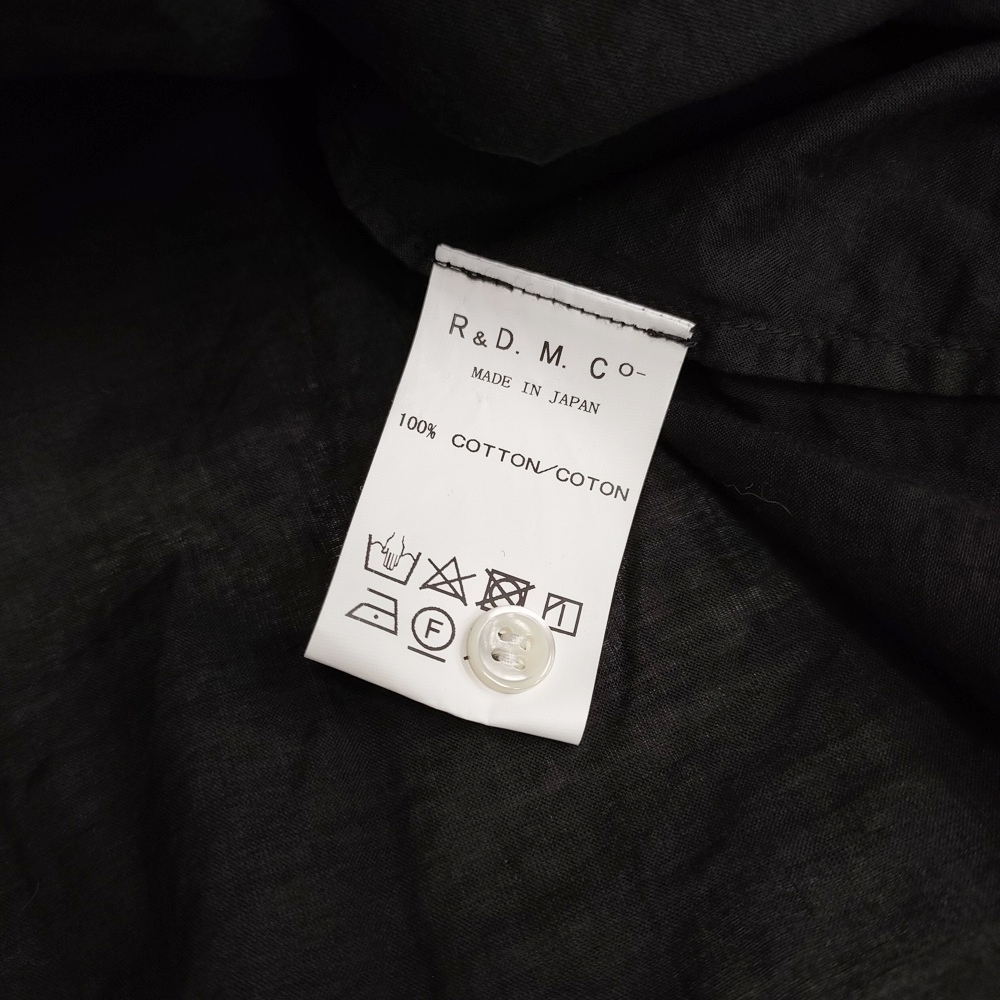 R&D. M. Co-
MADE IN JAPAN
100% COTTON/COTON
F